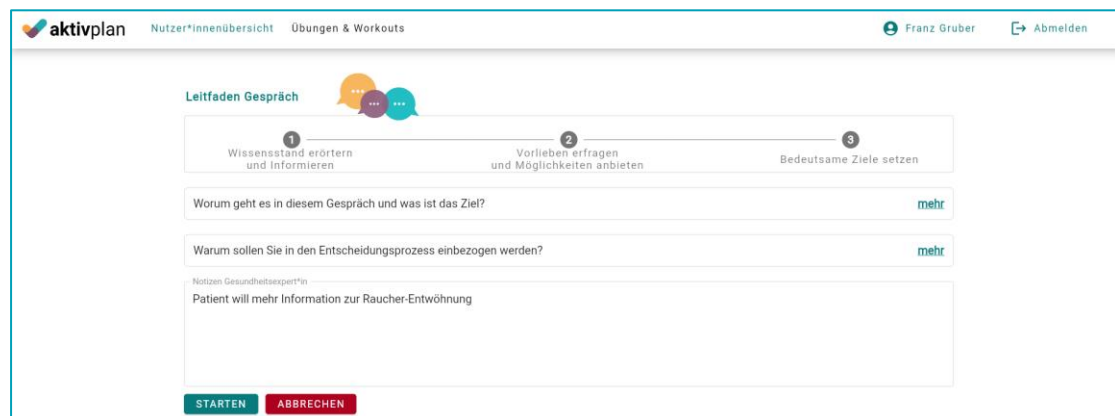 aktivplan Nutzer*innenübersicht Übungen & Workouts Franz Gruber Abmelden
Leitfaden Gespräch
1 2 3
Wissensstand erörtern
und Informieren
Vorlieben erfragen
und Möglichkeiten anbieten
Bedeutsame Ziele setzen
Worum geht es in diesem Gespräch und was ist das Ziel? mehr
Warum sollen Sie in den Entscheidungsprozess einbezogen werden? mehr
Notizen Gesundheitsexpert*in
Patient will mehr Information zur Raucher-Entwöhnung
STARTEN ABBRECHEN